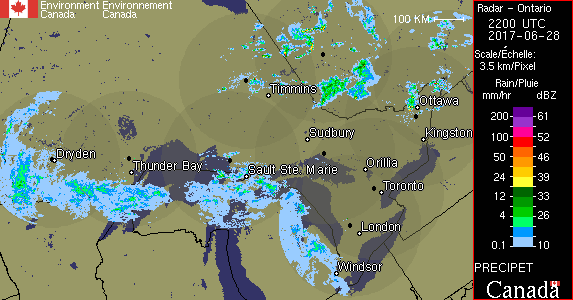 Environment Environnement
Canada Canada
100 KM
Timmins
Ottawa
Sudbury
Kingston
Dryden
Thunder Bay
Sault Ste. Marie
Orillia
Toronto
London
Windsor
Radar - Ontario
2200 UTC
2017-06-28
Scale/Échelle:
3.5 km/Pixel
Rain/Pluie
mm/hr dBZ
200 61
100 57
50 52
50 46
24 39
12 33
4 26
0.1 10
PRECIPET
Canada